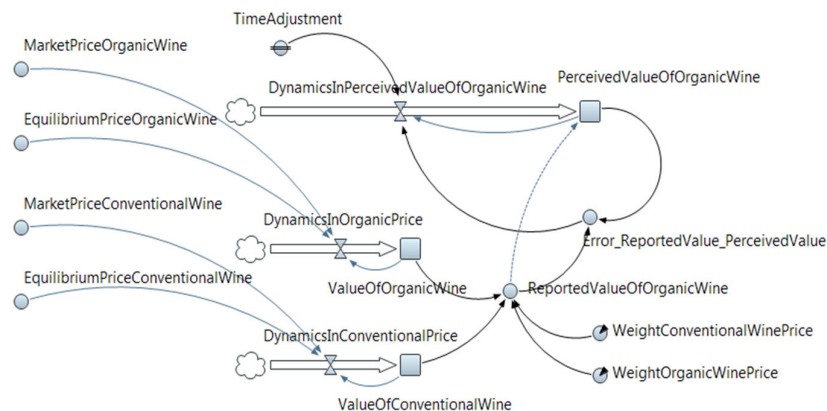 TimeAdjustment
MarketPriceOrganicWine
DynamicsInPerceivedValueOfOrganicWine
PerceivedValueOfOrganicWine
EquilibriumPriceOrganicWine
MarketPriceConventionalWine
DynamicsInOrganicPrice
Error_ReportedValue_PerceivedValue
EquilibriumPriceConventionalWine
ValueOfOrganicWine
ReportedValueOfOrganicWine
DynamicsInConventionalPrice
WeightConventionalWinePrice
WeightOrganicWinePrice
ValueOfConventionalWine